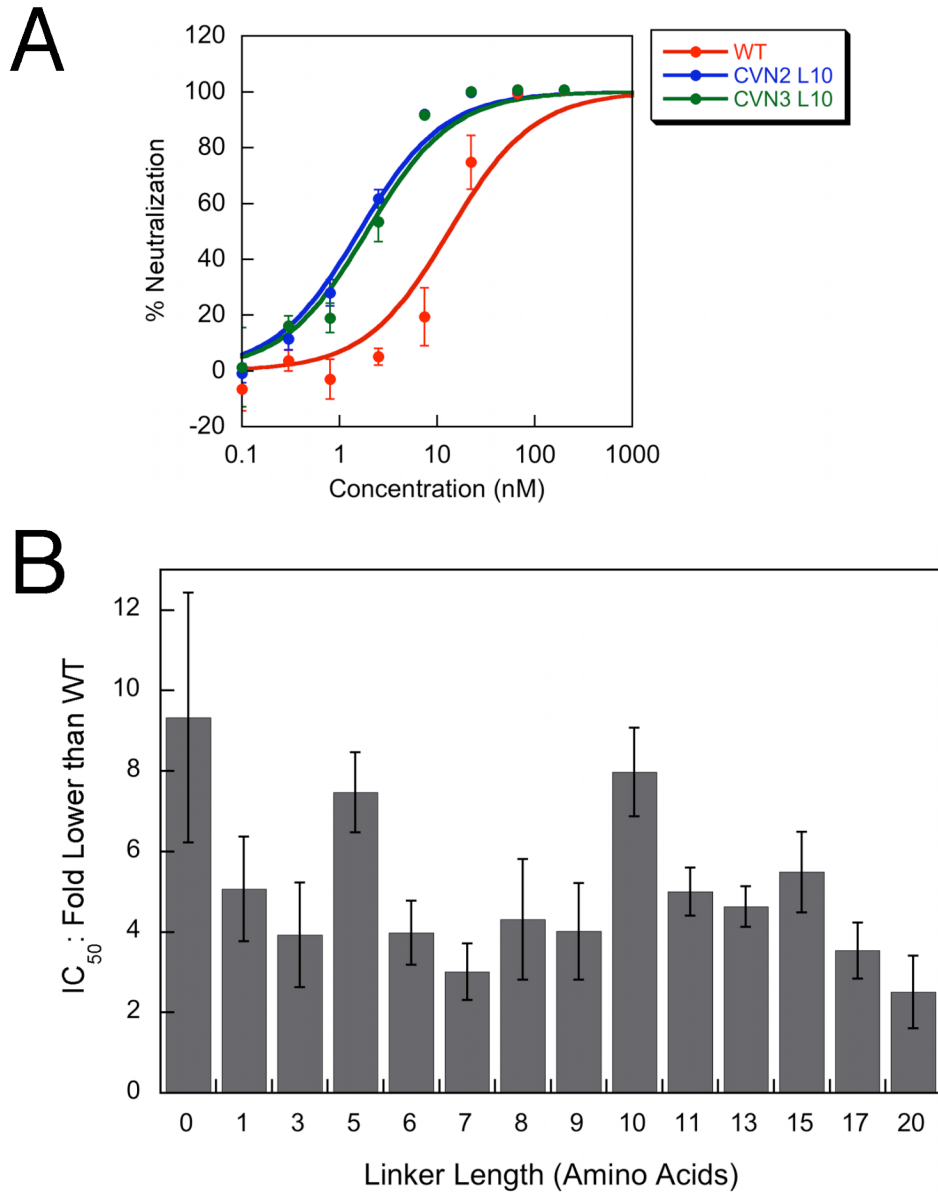 A
120
100
80
60
40
20
0
-20
% Neutralization
0.1 1 10 100 1000
Concentration (nM)
WT
CVN2 L10
CVN3 L10
B
12
10
8
6
4
2
0
IC50 : Fold Lower than WT
0 1 3 5 6 7 8 9 10 11 13 15 17 20
Linker Length (Amino Acids)